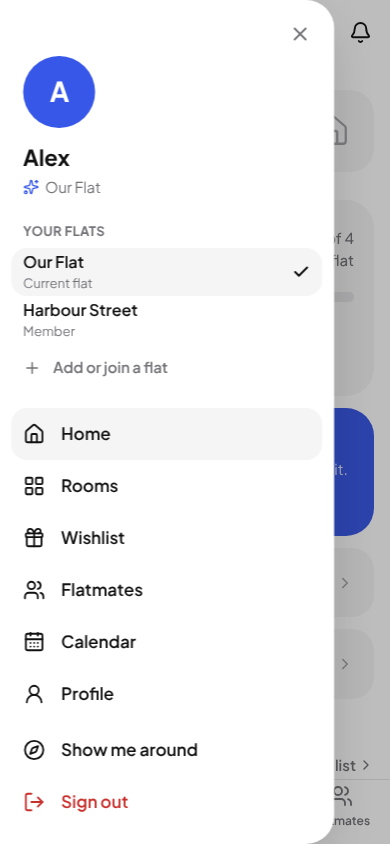 A
Alex
Our Flat
YOUR FLATS
Our Flat
Current flat
Harbour Street
Member
Add or join a flat
Home
Rooms
Wishlist
Flatmates
Calendar
Profile
Show me around
Sign out
of 4
flat
it.
list
mates